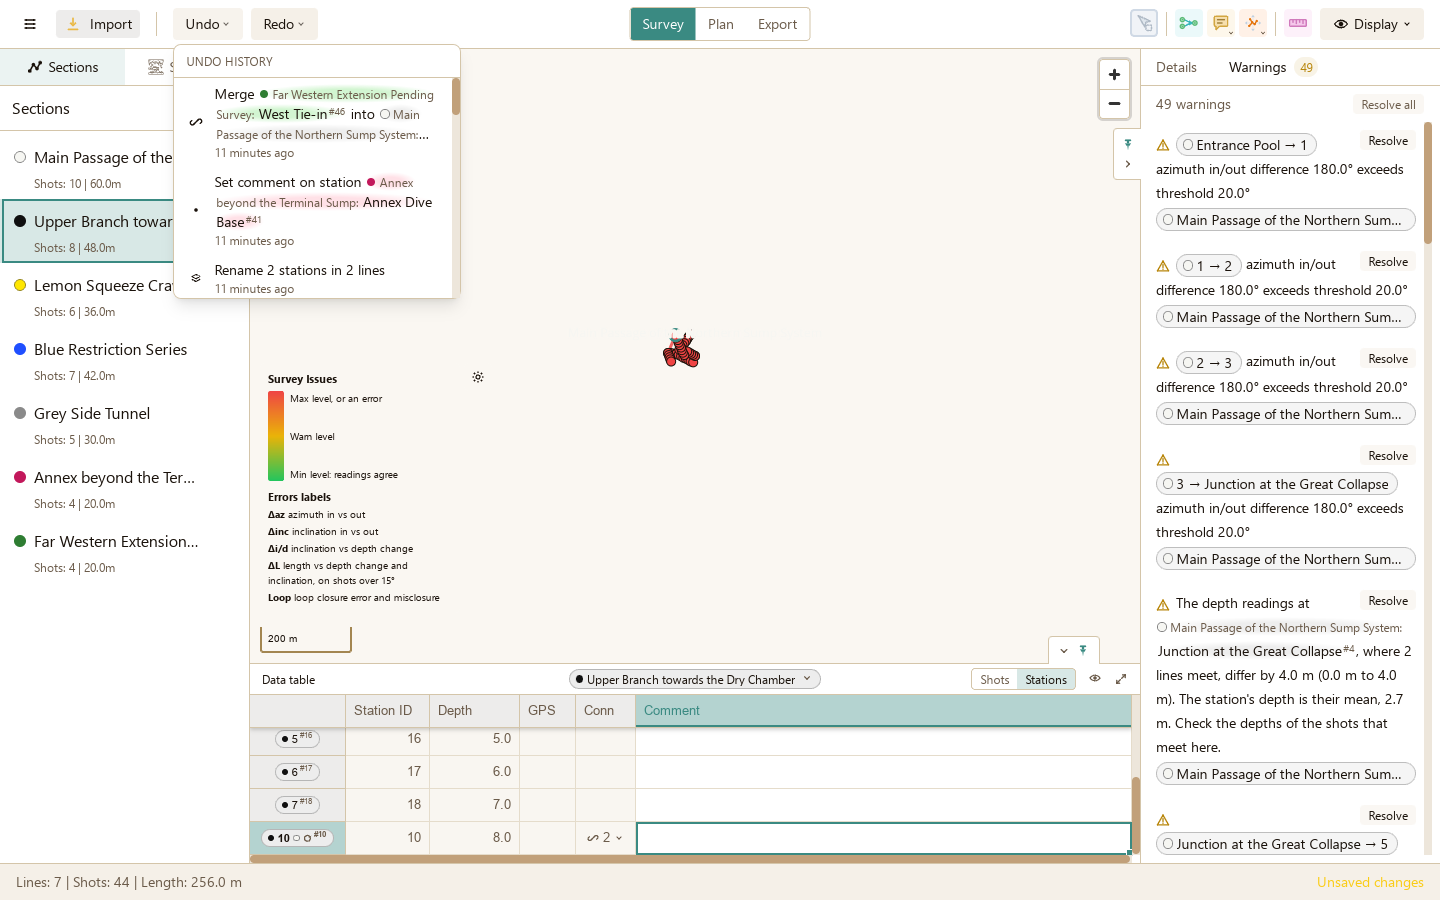 Import
Undo
Redo
Survey
Plan
Export
Display
Sections
S
UNDO HISTORY
Merge Far Western Extension Pending
Survey: West Tie-in#46 into Main
Passage of the Northern Sump System:...
11 minutes ago
Set comment on station Annex
beyond the Terminal Sump: Annex Dive
Base#41
11 minutes ago
Rename 2 stations in 2 lines
11 minutes ago
Sections
Main Passage of the
Shots: 10 | 60.0m
Upper Branch towar
Shots: 8 | 48.0m
Lemon Squeeze Cra
Shots: 6 | 36.0m
Blue Restriction Series
Shots: 7 | 42.0m
Grey Side Tunnel
Shots: 5 | 30.0m
Annex beyond the Ter...
Shots: 4 | 20.0m
Far Western Extension...
Shots: 4 | 20.0m
Survey Issues
Max level, or an error
Warn level
Min level: readings agree
Errors labels
Δaz azimuth in vs out
Δinc inclination in vs out
Δi/d inclination vs depth change
ΔL length vs depth change and
inclination, on shots over 15°
Loop loop closure error and misclosure
200 m
Data table
Upper Branch towards the Dry Chamber
Shots
Stations
Station ID
Depth
GPS
Conn
Comment
5 #16
16
5.0
6 #17
17
6.0
7 #18
18
7.0
10 #10
10
8.0
2
Details
Warnings
49
49 warnings
Resolve all
Entrance Pool → 1
Resolve
azimuth in/out difference 180.0° exceeds
threshold 20.0°
Main Passage of the Northern Sum...
1 → 2 azimuth in/out
Resolve
difference 180.0° exceeds threshold 20.0°
Main Passage of the Northern Sum...
2 → 3 azimuth in/out
Resolve
difference 180.0° exceeds threshold 20.0°
Main Passage of the Northern Sum...
Resolve
3 → Junction at the Great Collapse
azimuth in/out difference 180.0° exceeds
threshold 20.0°
Main Passage of the Northern Sum...
The depth readings at
Resolve
Main Passage of the Northern Sump System:
Junction at the Great Collapse#4, where 2
lines meet, differ by 4.0 m (0.0 m to 4.0
m). The station's depth is their mean, 2.7
m. Check the depths of the shots that
meet here.
Main Passage of the Northern Sum...
Resolve
Junction at the Great Collapse → 5
Lines: 7 | Shots: 44 | Length: 256.0 m
Unsaved changes